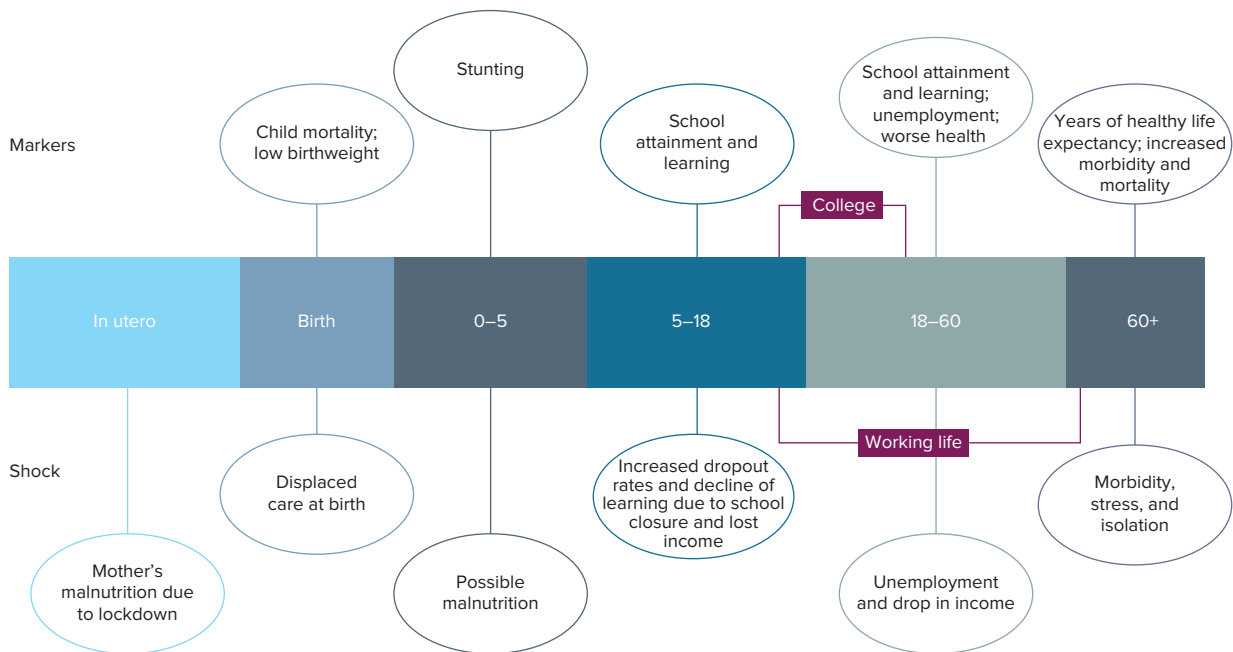 Markers
Child mortality;
low birthweight
Stunting
School
attainment and
learning
School attainment
and learning;
unemployment;
worse health
Years of healthy life
expectancy; increased
morbidity and
mortality
College
In utero
Birth
0–5
5–18
18–60
60+
Working life
Shock
Mother’s
malnutrition due
to lockdown
Displaced
care at birth
Possible
malnutrition
Increased dropout
rates and decline of
learning due to school
closure and lost
income
Unemployment
and drop in income
Morbidity,
stress, and
isolation